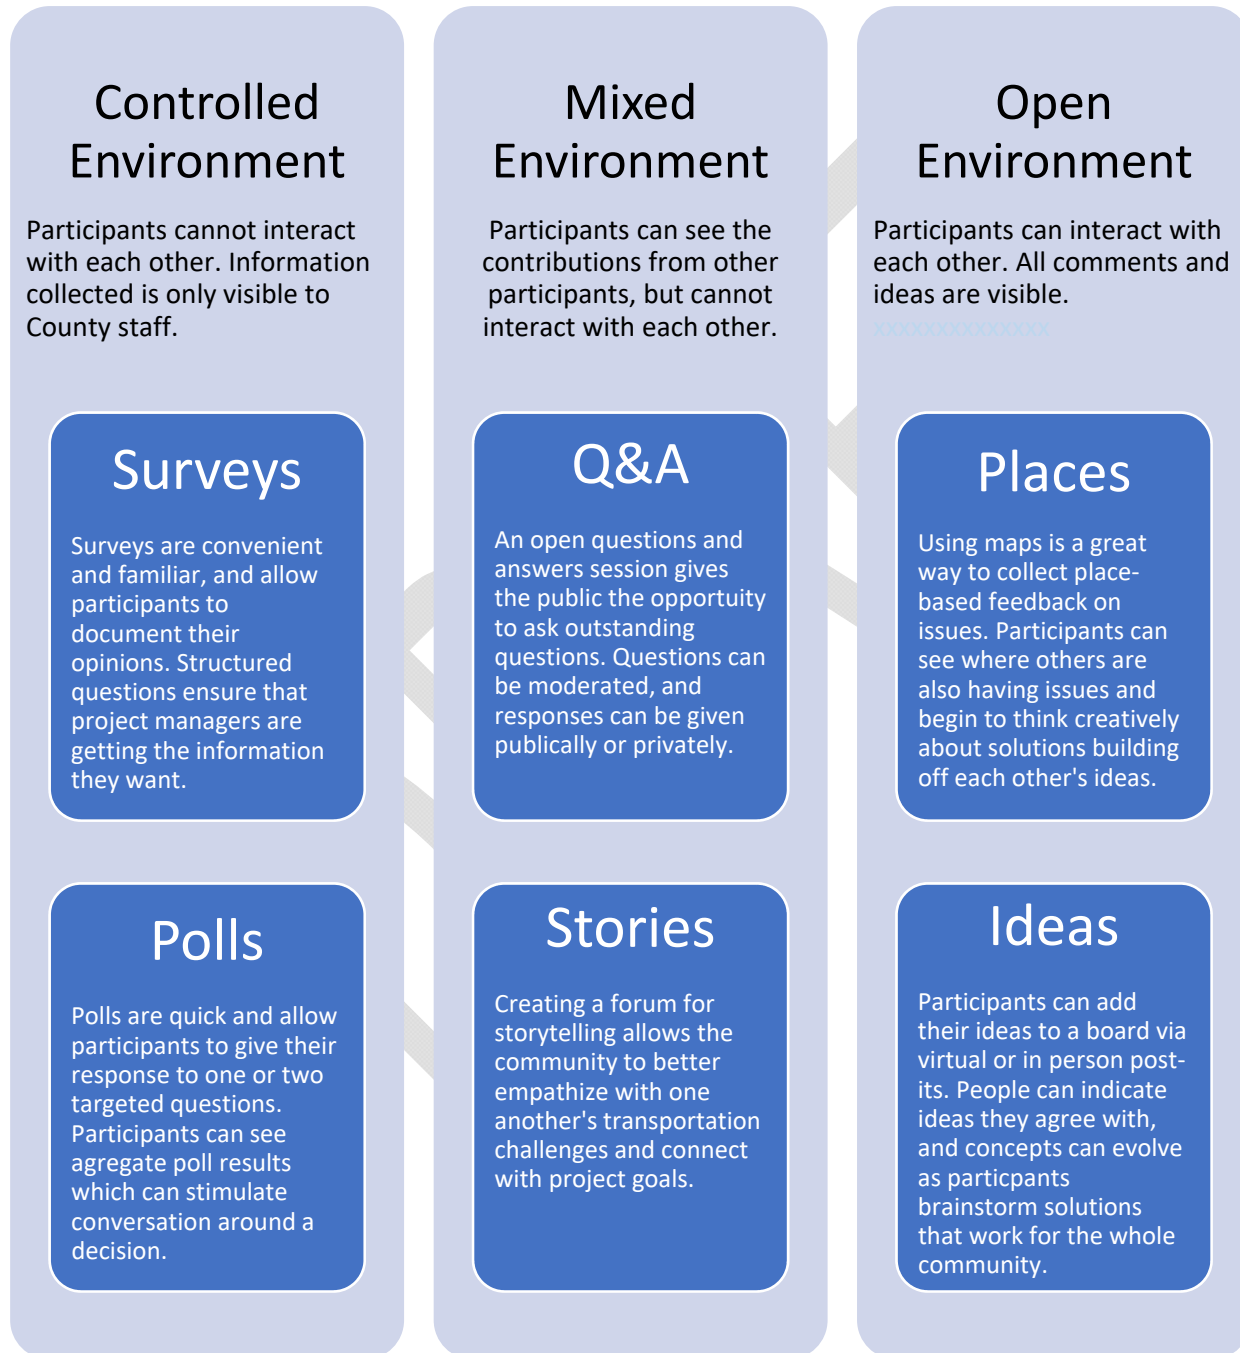 Controlled
Environment
Participants cannot interact
with each other. Information
collected is only visible to
County staff.
Surveys
Surveys are convenient
and familiar, and allow
participants to
document their
opinions. Structured
questions ensure that
project managers are
getting the information
they want.
Polls
Polls are quick and allow
participants to give their
response to one or two
targeted questions.
Participants can see
agregate poll results
which can stimulate
conversation around a
decision.
Mixed
Environment
Participants can see the
contributions from other
participants, but cannot
interact with each other.
Q&A
An open questions and
answers session gives
the public the opportuity
to ask outstanding
questions. Questions can
be moderated, and
responses can be given
publically or privately.
Stories
Creating a forum for
storytelling allows the
community to better
empathize with one
another's transportation
challenges and connect
with project goals.
Open
Environment
Participants can interact with
each other. All comments and
ideas are visible.
xxxxxxxxxxxxxx
Places
Using maps is a great
way to collect place-
based feedback on
issues. Participants can
see where others are
also having issues and
begin to think creatively
about solutions building
off each other's ideas.
Ideas
Participants can add
their ideas to a board via
virtual or in person post-
its. People can indicate
ideas they agree with,
and concepts can evolve
as particpants
brainstorm solutions
that work for the whole
community.